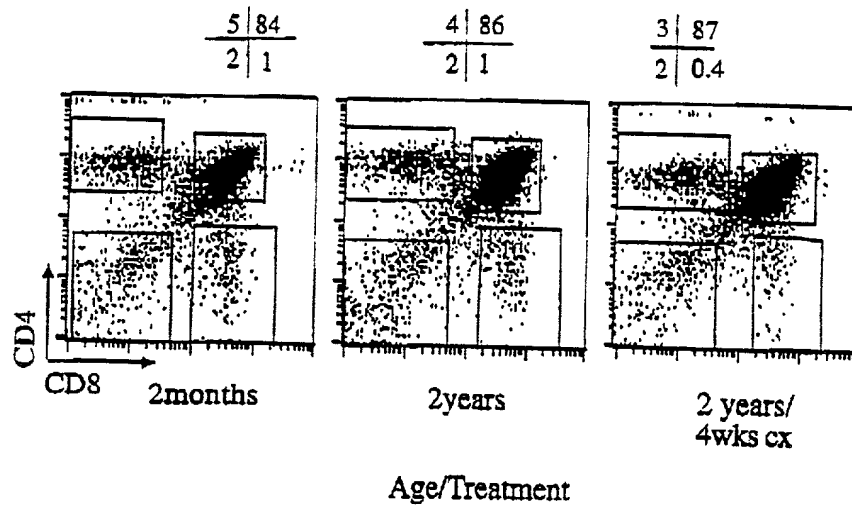 5 84
2 1
4 86
2 1
3 87
2 0.4
CD4
CD8
2months
2years
2 years/
4wks cx
Age/Treatment